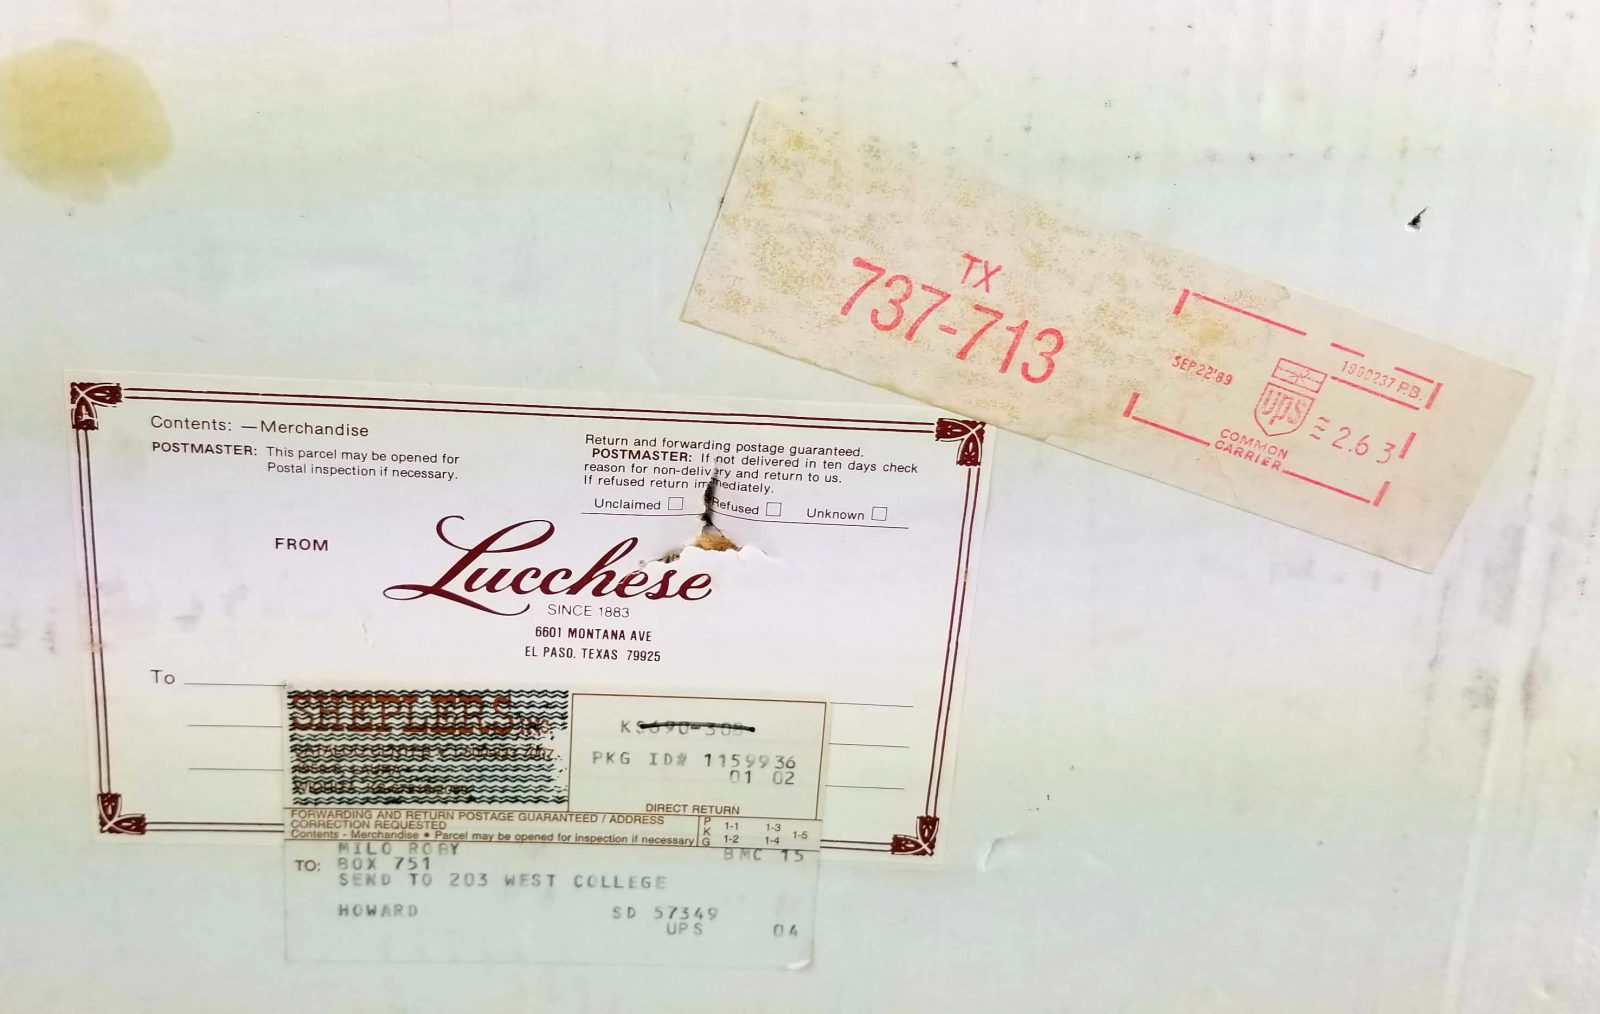 TX
737-713
SEP 22'89
1900237 P.B.
ups
2.63
COMMON
CARRIER
Contents: — Merchandise
POSTMASTER: This parcel may be opened for
Postal inspection if necessary.
Return and forwarding postage guaranteed.
POSTMASTER: If not delivered in ten days check
reason for non-delivery and return to us.
If refused return immediately.
Unclaimed Refused Unknown
FROM
Lucchese
SINCE 1883
6601 MONTANA AVE
EL PASO, TEXAS 79925
To
SHEPLERS INC.
PKG ID# 1159936
01 02
DIRECT RETURN
FORWARDING AND RETURN POSTAGE GUARANTEED / ADDRESS
CORRECTION REQUESTED
Contents - Merchandise • Parcel may be opened for inspection if necessary
PKG
1-1 1-3 1-5
1-2 1-4
BMC 15
TO:
MILO ROBY
BOX 751
SEND TO 203 WEST COLLEGE
HOWARD SD 57349
UPS 04